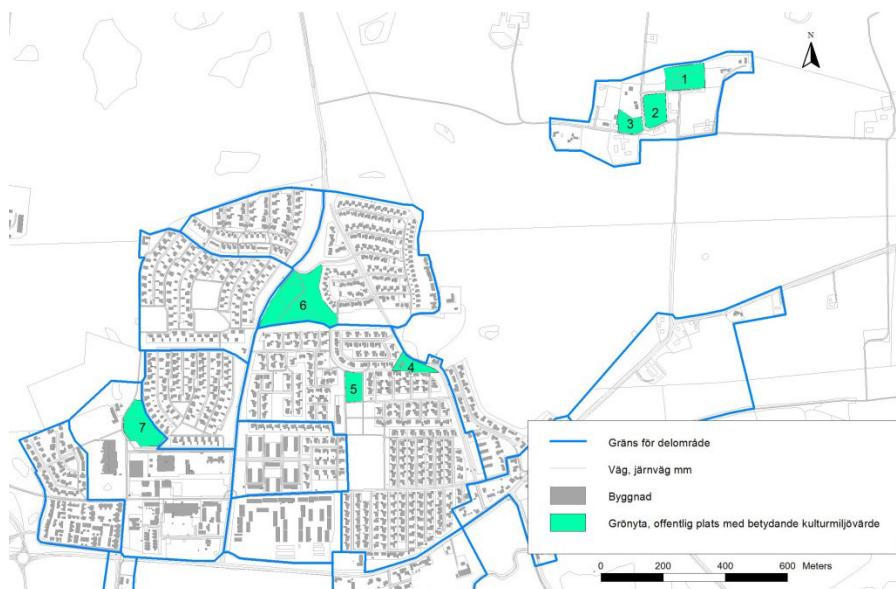 N
1
2
3
6
4
5
7
Gräns för delområde
Väg, järnväg mm
Byggnad
Grönyta, offentlig plats med betydande kulturmiljövärde
0 200 400 600 Meters